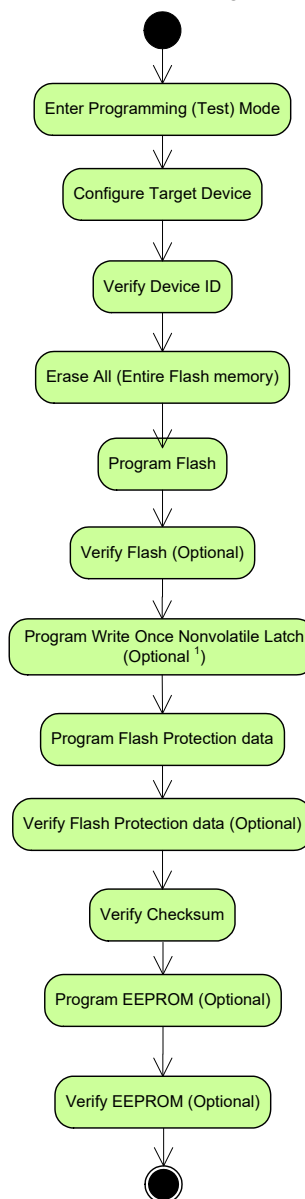 Enter Programming (Test) Mode
Configure Target Device
Verify Device ID
Erase All (Entire Flash memory)
Program Flash
Verify Flash (Optional)
Program Write Once Nonvolatile Latch
(Optional ¹)
Program Flash Protection data
Verify Flash Protection data (Optional)
Verify Checksum
Program EEPROM (Optional)
Verify EEPROM (Optional)